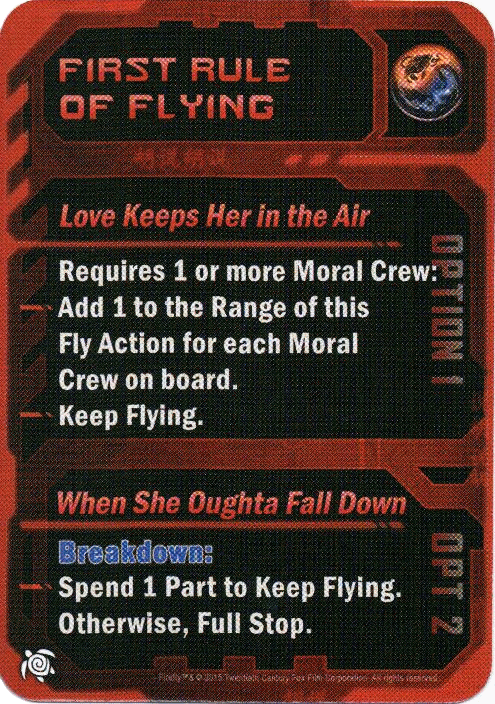 FIRST RULE
OF FLYING
Love Keeps Her in the Air
OPTION 1
Requires 1 or more Moral Crew:
Add 1 to the Range of this
Fly Action for each Moral
Crew on board.
Keep Flying.
When She Oughta Fall Down
OPT 2
Breakdown:
Spend 1 Part to Keep Flying.
Otherwise, Full Stop.
Firefly™& © 2015 Twentieth Century Fox Film Corporation. All rights reserved.